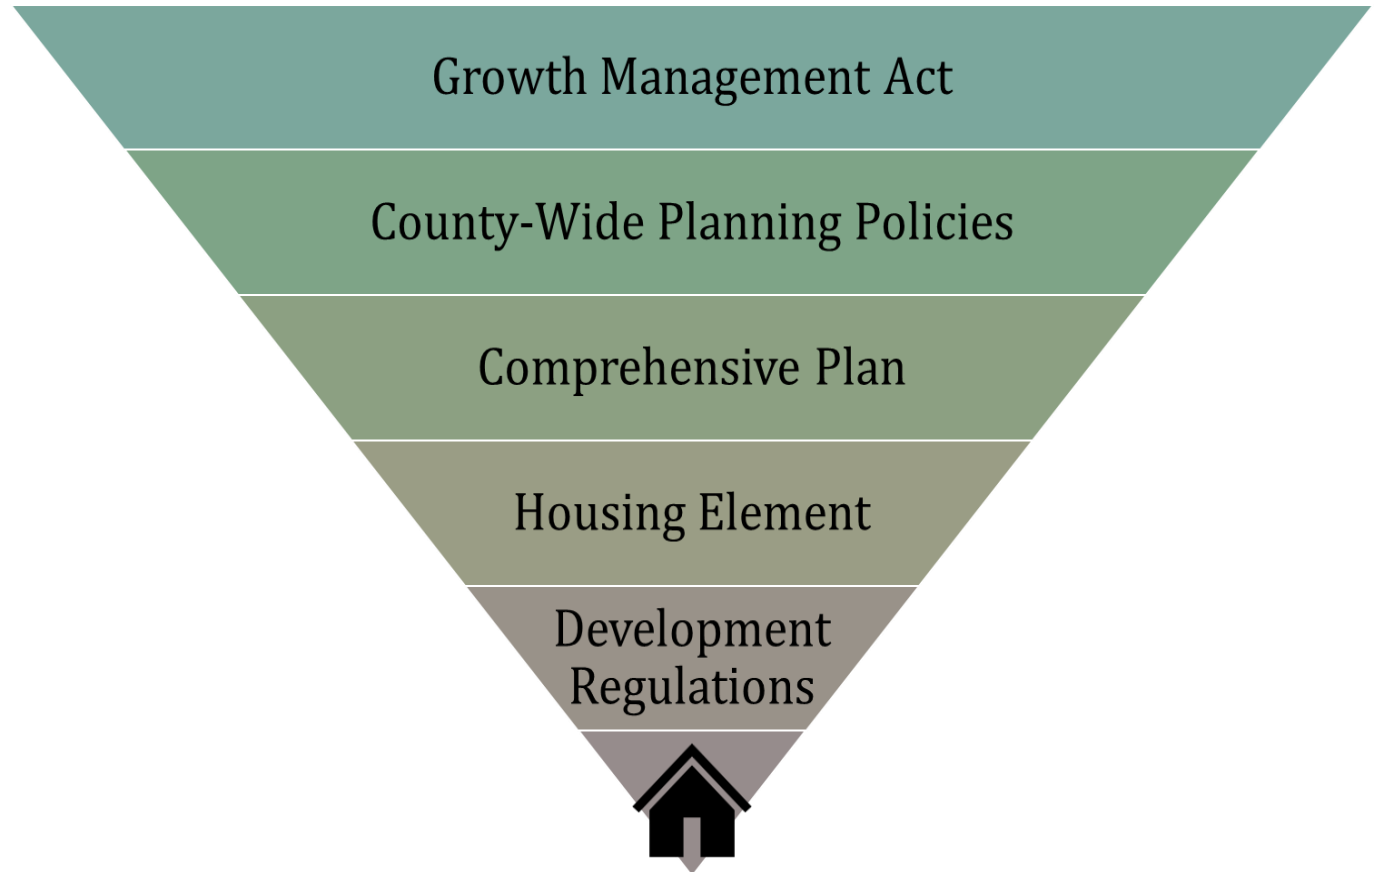 Growth Management Act
County-Wide Planning Policies
Comprehensive Plan
Housing Element
Development
Regulations